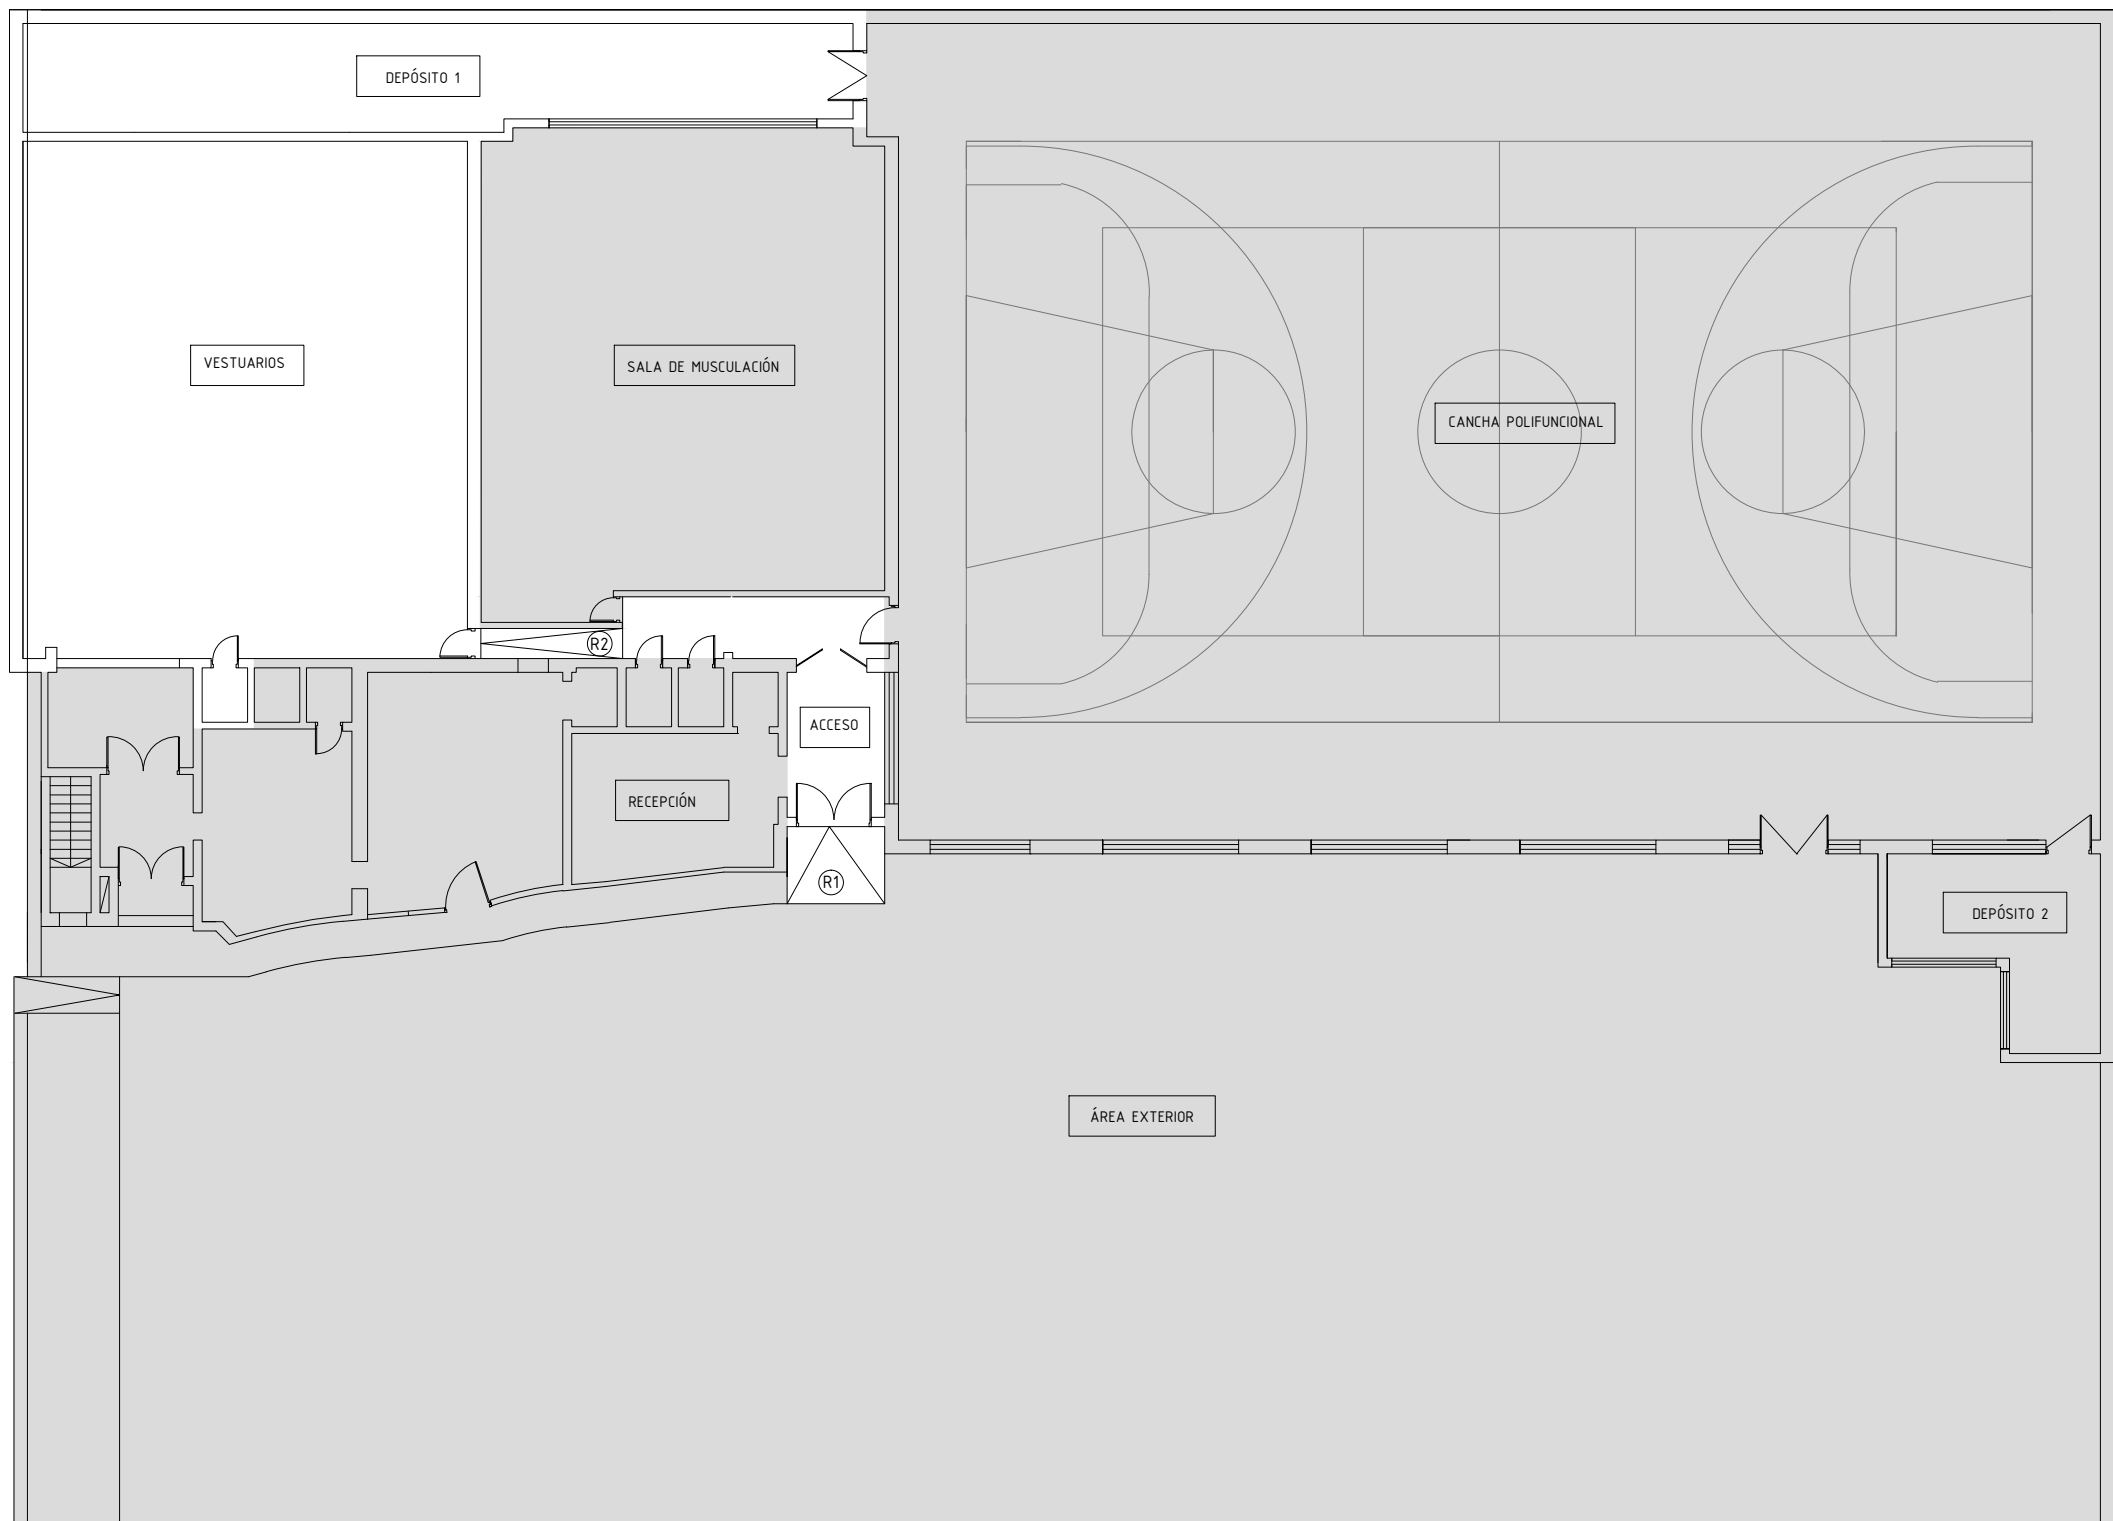 DEPÓSITO 1
VESTUARIOS
SALA DE MUSCULACIÓN
CANCHA POLIFUNCIONAL
R2
ACCESO
RECEPCIÓN
R1
DEPÓSITO 2
ÁREA EXTERIOR